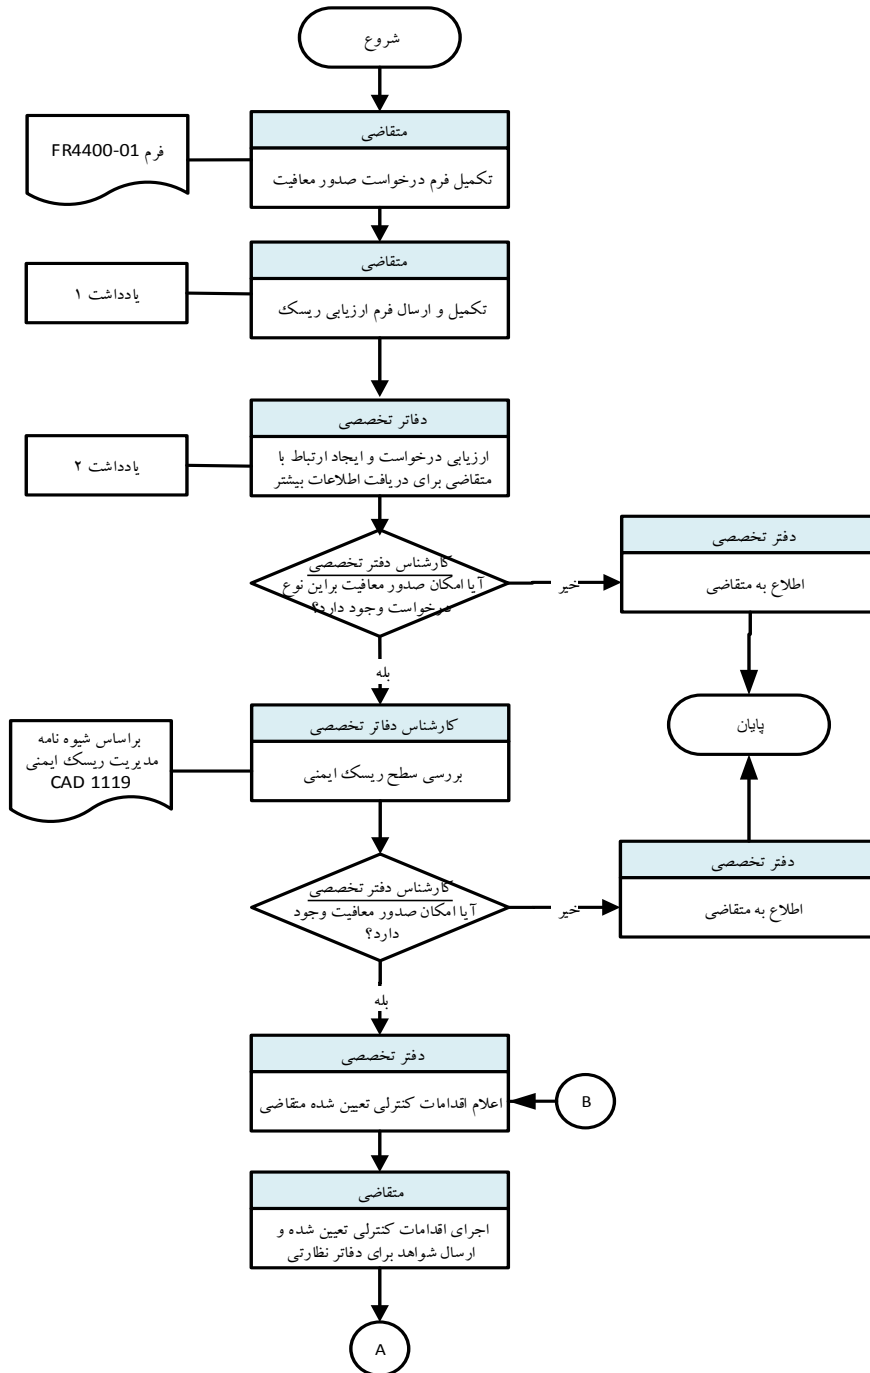 شروع
متقاضی
فرم FR4400-01
تکمیل فرم درخواست صدور معافیت
متقاضی
یادداشت ۱
تکمیل و ارسال فرم ارزیابی ریسک
دفاتر تخصصی
یادداشت ۲
ارزیابی درخواست و ایجاد ارتباط با
متقاضی برای دریافت اطلاعات بیشتر
کارشناس دفتر تخصصی
آیا امکان صدور معافیت براین نوع
درخواست وجود دارد؟
خیر
دفتر تخصصی
اطلاع به متقاضی
بله
کارشناس دفاتر تخصصی
بررسی سطح ریسک ایمنی
براساس شیوه نامه
مدیریت ریسک ایمنی
CAD 1119
پایان
کارشناس دفتر تخصصی
آیا امکان صدور معافیت وجود
دارد؟
خیر
دفتر تخصصی
اطلاع به متقاضی
بله
دفتر تخصصی
اعلام اقدامات کنترلی تعیین شده متقاضی
B
متقاضی
اجرای اقدامات کنترلی تعیین شده و
ارسال شواهد برای دفاتر نظارتی
A